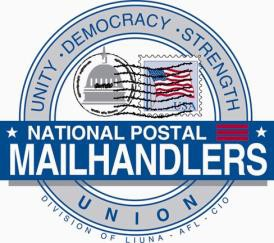 UNITY · DEMOCRACY · STRENGTH
USA
★ NATIONAL POSTAL ★
MAILHANDLERS
UNION
DIVISION OF LIUNA - AFL - CIO